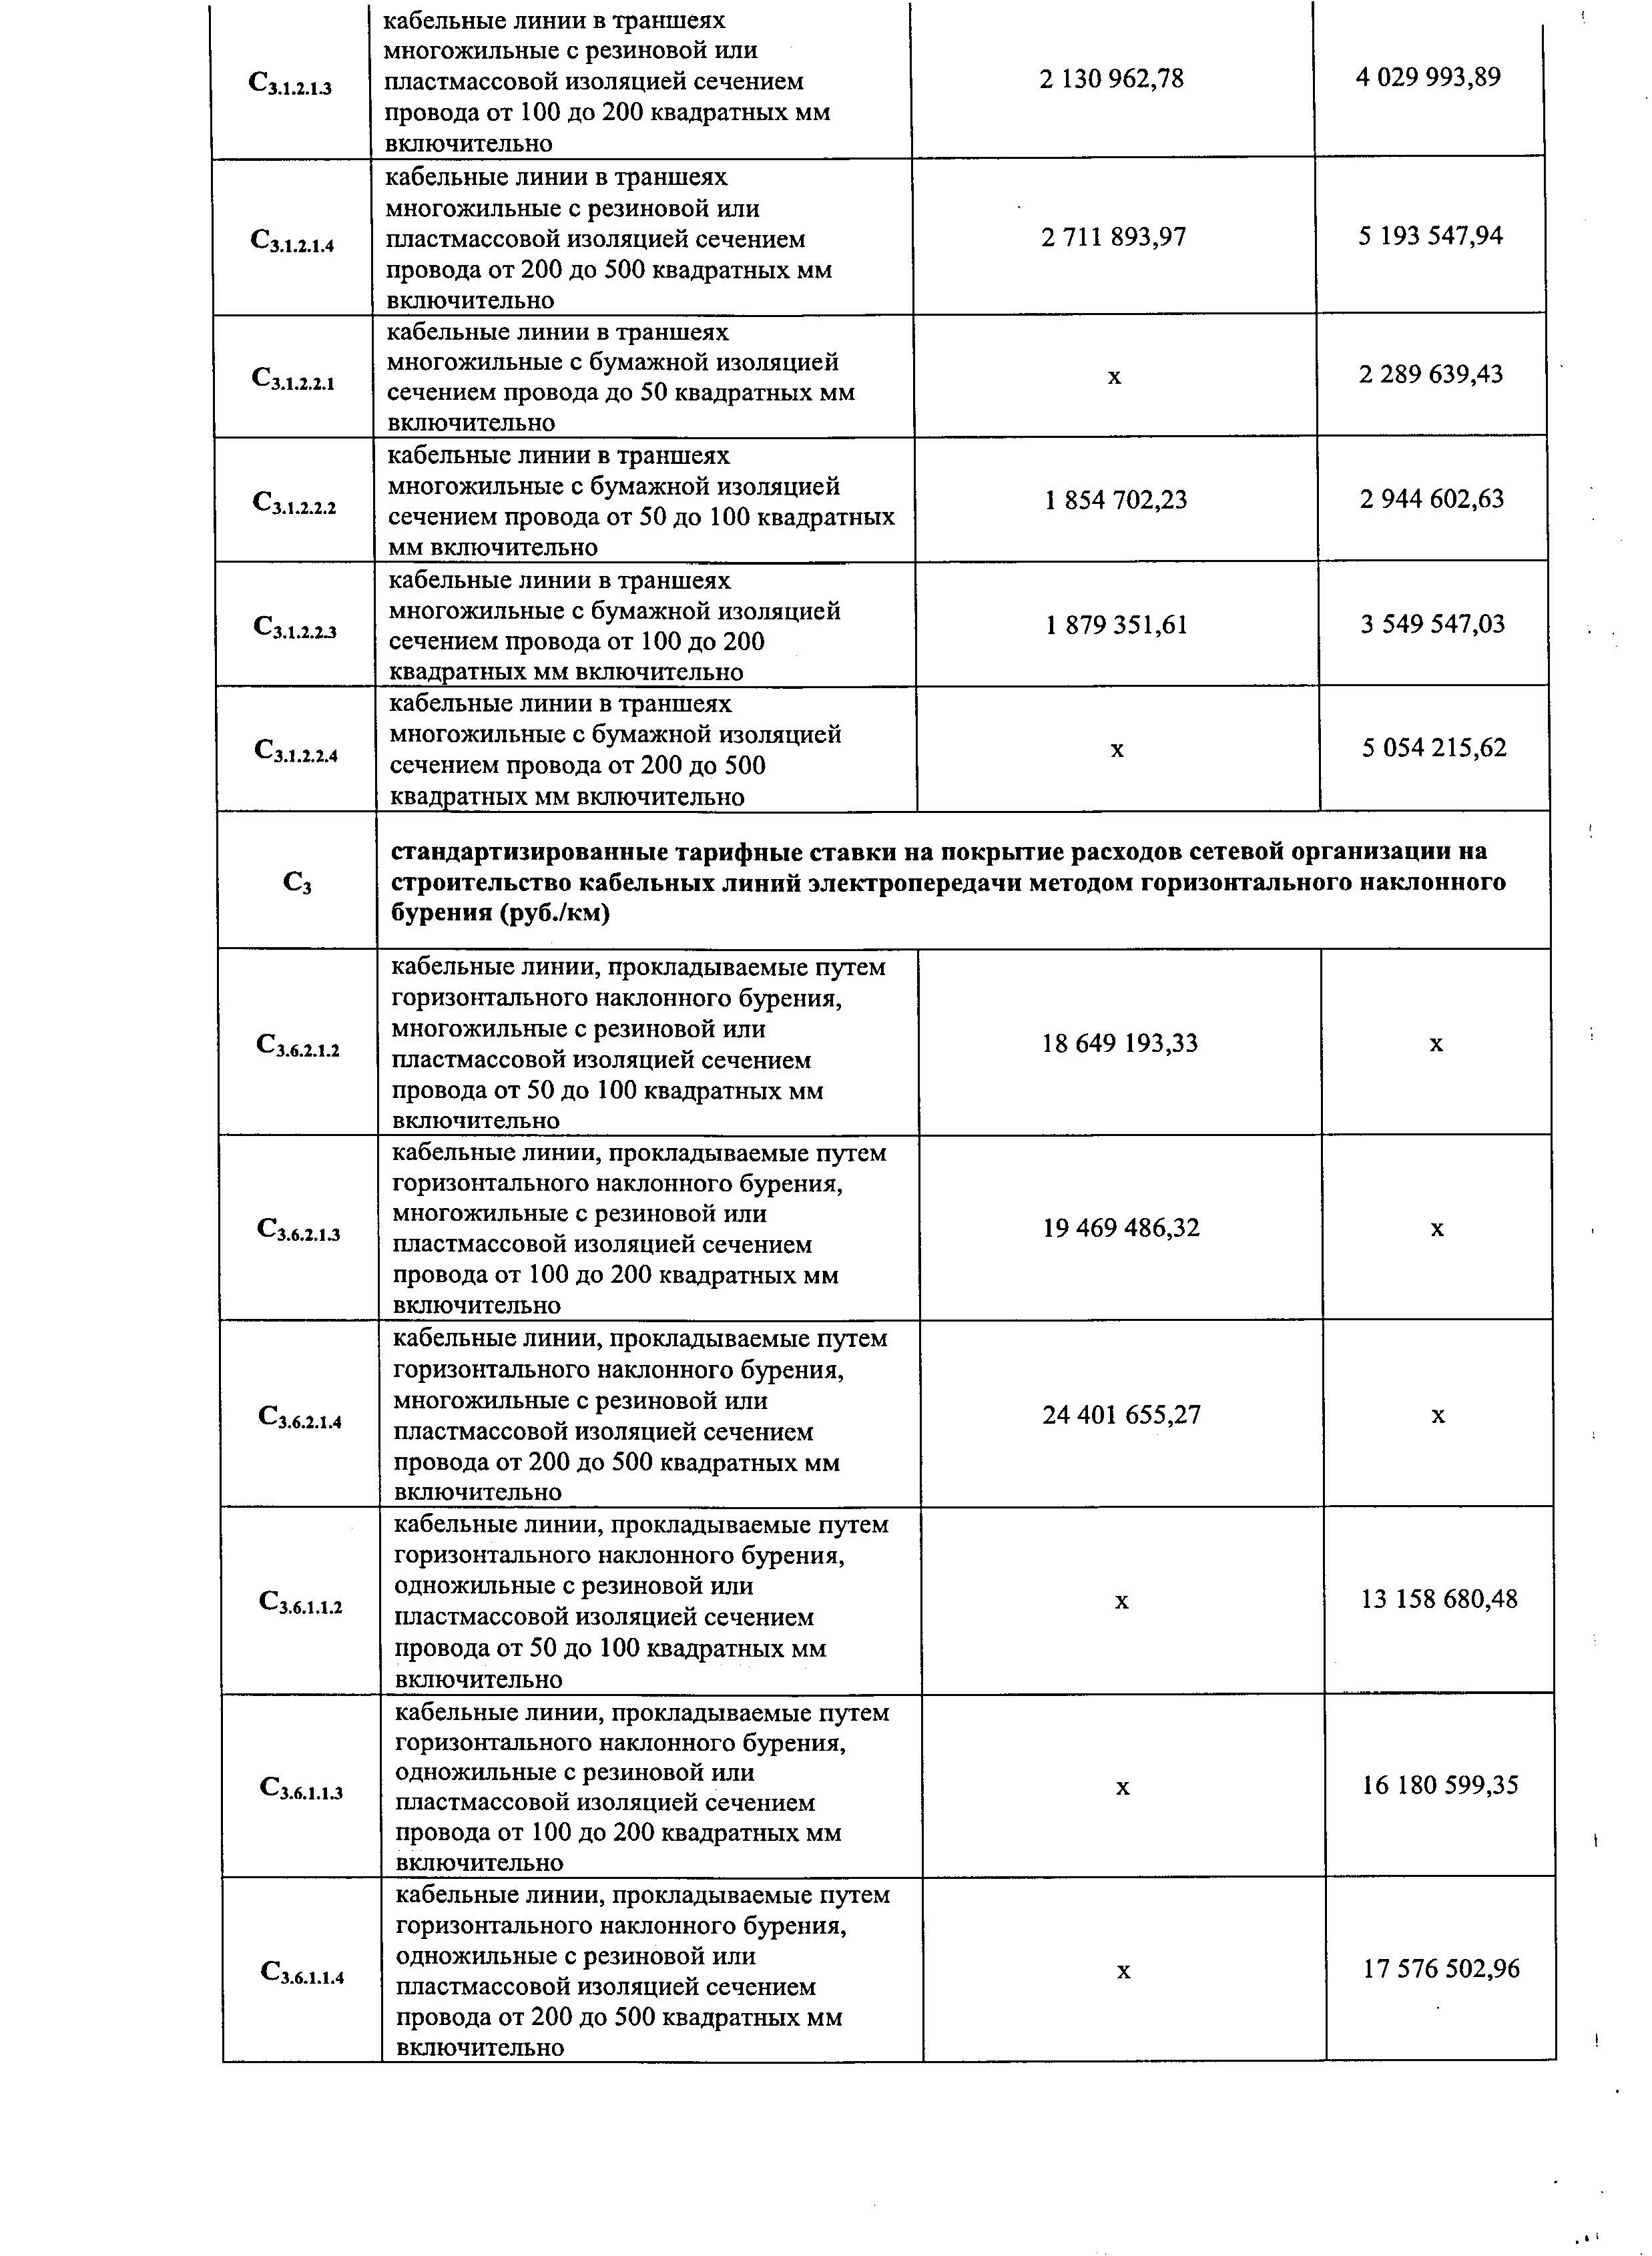 кабельные линии в траншеях
многожильные с резиновой или
C3.1.2.1.3 пластмассовой изоляцией сечением 2 130 962,78 4 029 993,89
провода от 100 до 200 квадратных мм
включительно
кабельные линии в траншеях
многожильные с резиновой или
C3.1.2.1.4 пластмассовой изоляцией сечением 2 711 893,97 5 193 547,94
провода от 200 до 500 квадратных мм
включительно
кабельные линии в траншеях
многожильные с бумажной изоляцией
C3.1.2.2.1 сечением провода до 50 квадратных мм х 2 289 639,43
включительно
кабельные линии в траншеях
многожильные с бумажной изоляцией
C3.1.2.2.2 сечением провода от 50 до 100 квадратных 1 854 702,23 2 944 602,63
мм включительно
кабельные линии в траншеях
многожильные с бумажной изоляцией
C3.1.2.2.3 сечением провода от 100 до 200 1 879 351,61 3 549 547,03
квадратных мм включительно
кабельные линии в траншеях
многожильные с бумажной изоляцией
C3.1.2.2.4 сечением провода от 200 до 500 х 5 054 215,62
квадратных мм включительно
стандартизированные тарифные ставки на покрытие расходов сетевой организации на
C3 строительство кабельных линий электропередачи методом горизонтального наклонного
бурения (руб./км)
кабельные линии, прокладываемые путем
горизонтального наклонного бурения,
многожильные с резиновой или
C3.6.2.1.2 пластмассовой изоляцией сечением 18 649 193,33 х
провода от 50 до 100 квадратных мм
включительно
кабельные линии, прокладываемые путем
горизонтального наклонного бурения,
многожильные с резиновой или
C3.6.2.1.3 пластмассовой изоляцией сечением 19 469 486,32 х
провода от 100 до 200 квадратных мм
включительно
кабельные линии, прокладываемые путем
горизонтального наклонного бурения,
многожильные с резиновой или
C3.6.2.1.4 пластмассовой изоляцией сечением 24 401 655,27 х
провода от 200 до 500 квадратных мм
включительно
кабельные линии, прокладываемые путем
горизонтального наклонного бурения,
одножильные с резиновой или
C3.6.1.1.2 пластмассовой изоляцией сечением х 13 158 680,48
провода от 50 до 100 квадратных мм
включительно
кабельные линии, прокладываемые путем
горизонтального наклонного бурения,
одножильные с резиновой или
C3.6.1.1.3 пластмассовой изоляцией сечением х 16 180 599,35
провода от 100 до 200 квадратных мм
включительно
кабельные линии, прокладываемые путем
горизонтального наклонного бурения,
одножильные с резиновой или
C3.6.1.1.4 пластмассовой изоляцией сечением х 17 576 502,96
провода от 200 до 500 квадратных мм
включительно